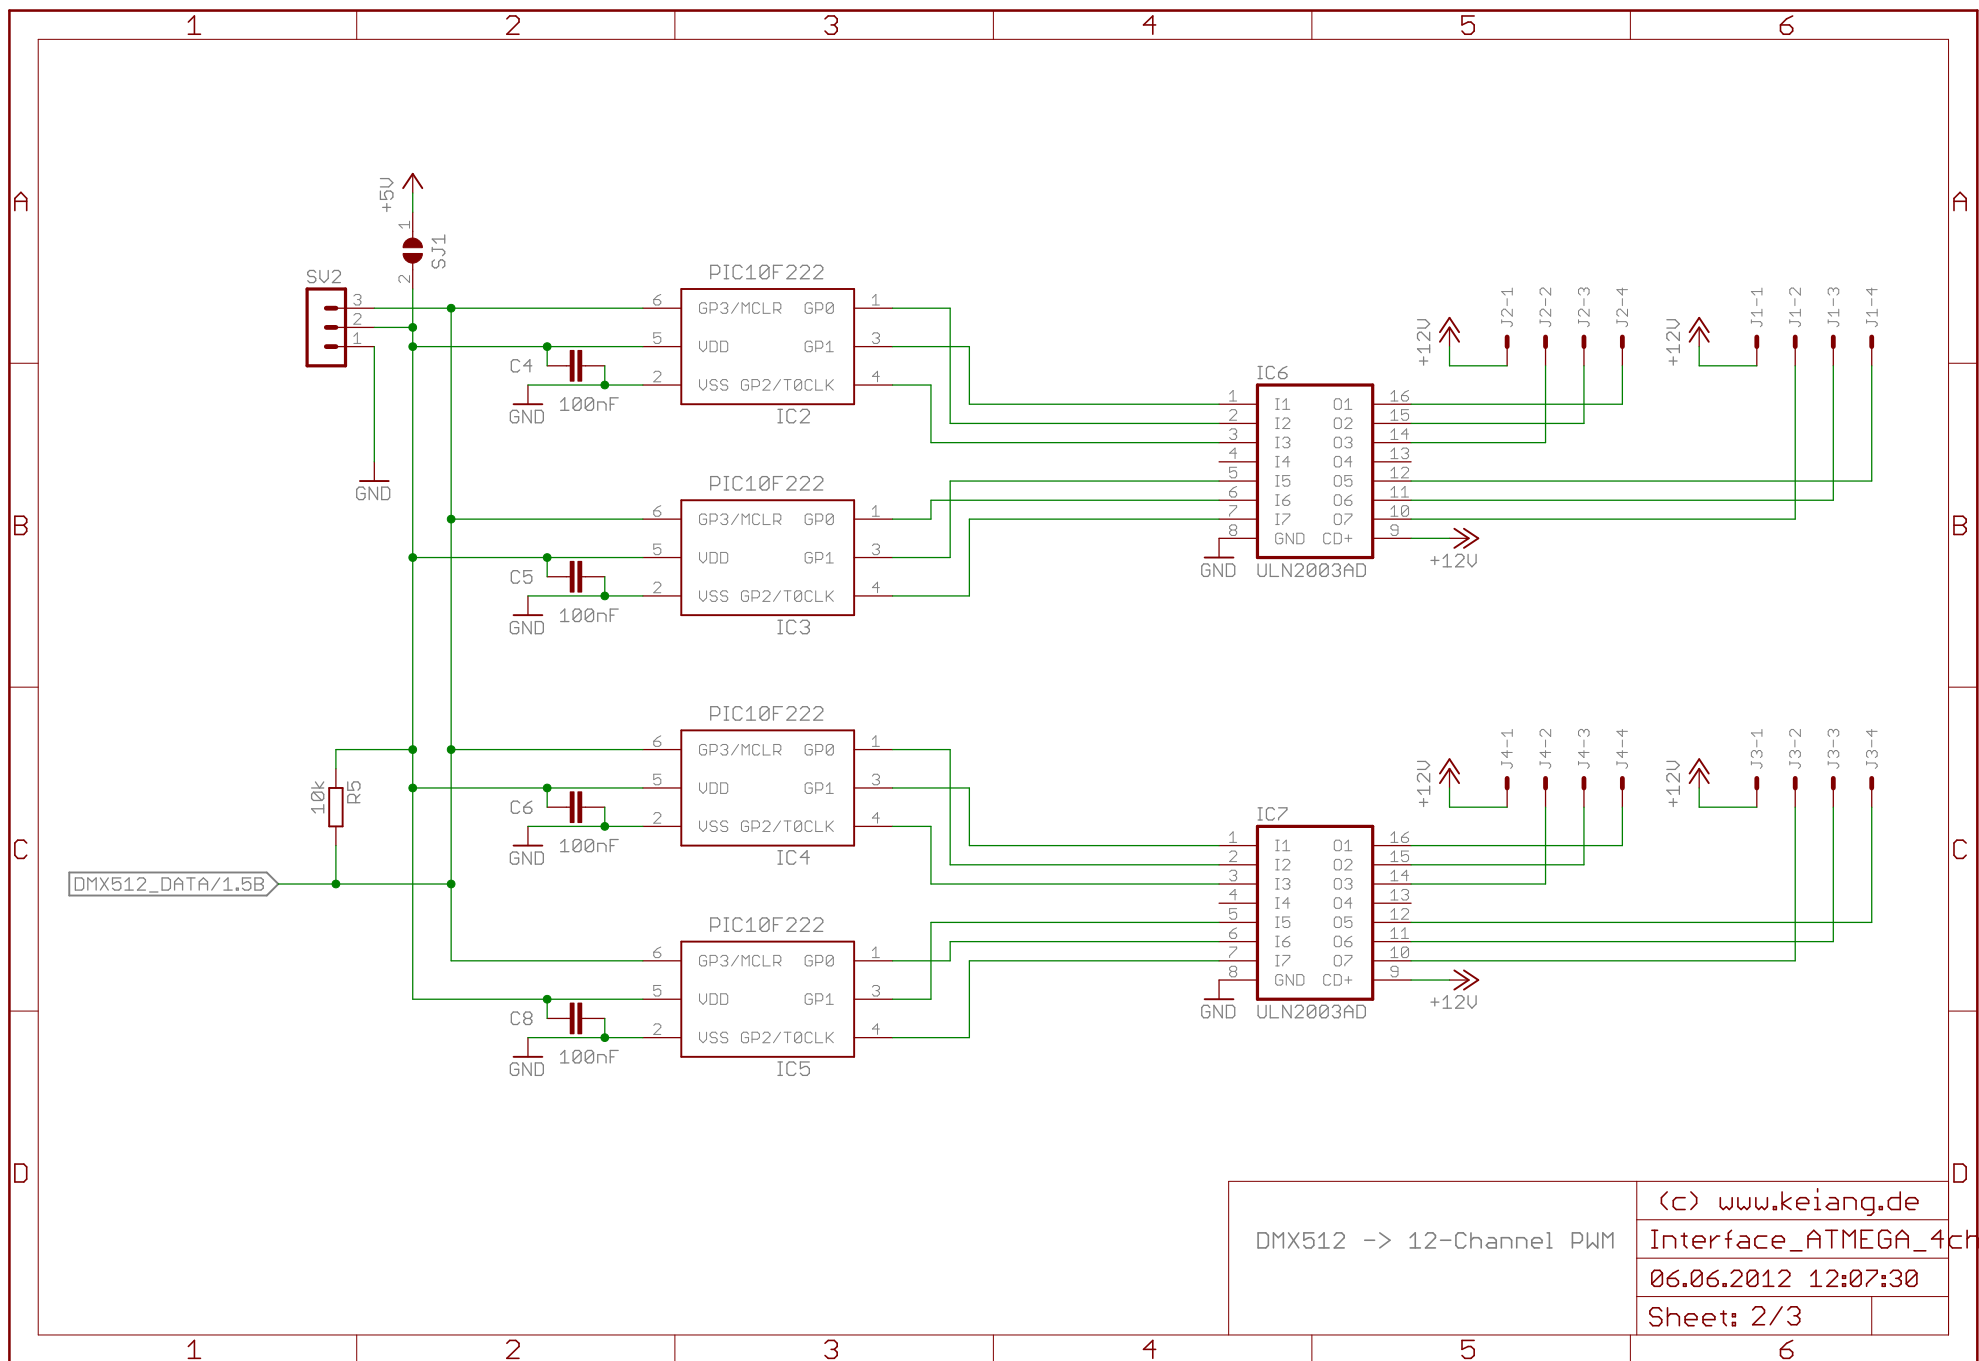 1 2 3 4 5 6
A A
+5V
1
SJ1
2
SV2
3
2
1
GND
PIC10F222
6 GP3/MCLR GP0 1
5 VDD GP1 3
2 VSS GP2/T0CLK 4
IC2
C4
100nF
GND
J2-1 J2-2 J2-3 J2-4
+12V
J1-1 J1-2 J1-3 J1-4
+12V
IC6
1 I1 O1 16
2 I2 O2 15
3 I3 O3 14
4 I4 O4 13
5 I5 O5 12
6 I6 O6 11
7 I7 O7 10
8 GND CD+ 9
GND
ULN2003AD
+12V
B B
PIC10F222
6 GP3/MCLR GP0 1
5 VDD GP1 3
2 VSS GP2/T0CLK 4
IC3
C5
100nF
GND
PIC10F222
6 GP3/MCLR GP0 1
5 VDD GP1 3
2 VSS GP2/T0CLK 4
IC4
C6
100nF
GND
10k
R5
DMX512_DATA/1.5B
C C
J4-1 J4-2 J4-3 J4-4
+12V
J3-1 J3-2 J3-3 J3-4
+12V
IC7
1 I1 O1 16
2 I2 O2 15
3 I3 O3 14
4 I4 O4 13
5 I5 O5 12
6 I6 O6 11
7 I7 O7 10
8 GND CD+ 9
GND
ULN2003AD
+12V
PIC10F222
6 GP3/MCLR GP0 1
5 VDD GP1 3
2 VSS GP2/T0CLK 4
IC5
C8
100nF
GND
D D
DMX512 -> 12-Channel PWM
(c) www.keiang.de
Interface_ATMEGA_4ch
06.06.2012 12:07:30
Sheet: 2/3
1 2 3 4 5 6